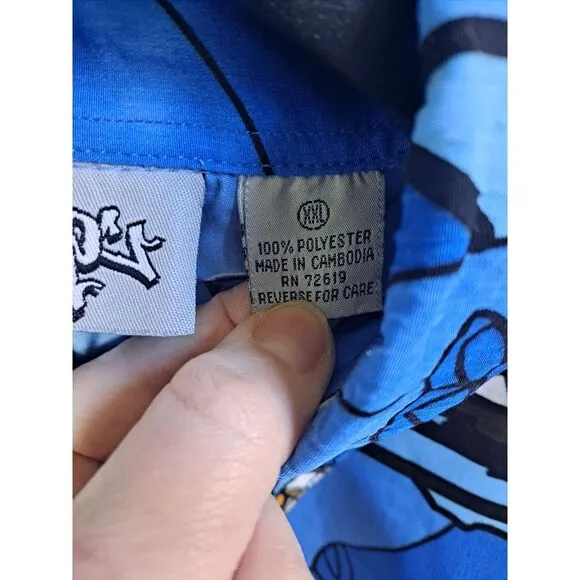 XXL
100% POLYESTER
MADE IN CAMBODIA
RN 72619
REVERSE FOR CARE